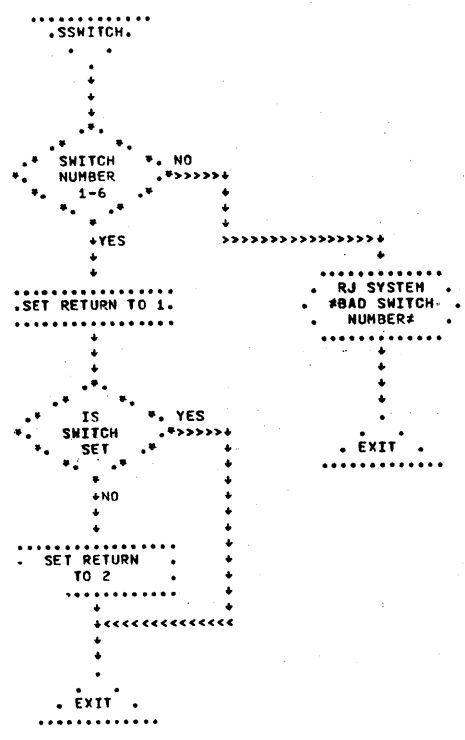 SSWITCH.
SWITCH
NUMBER
1-6
NO
YES
SET RETURN TO 1.
RJ SYSTEM
≠BAD SWITCH
NUMBER≠
IS
SWITCH
SET
YES
EXIT
NO
SET RETURN
TO 2
EXIT